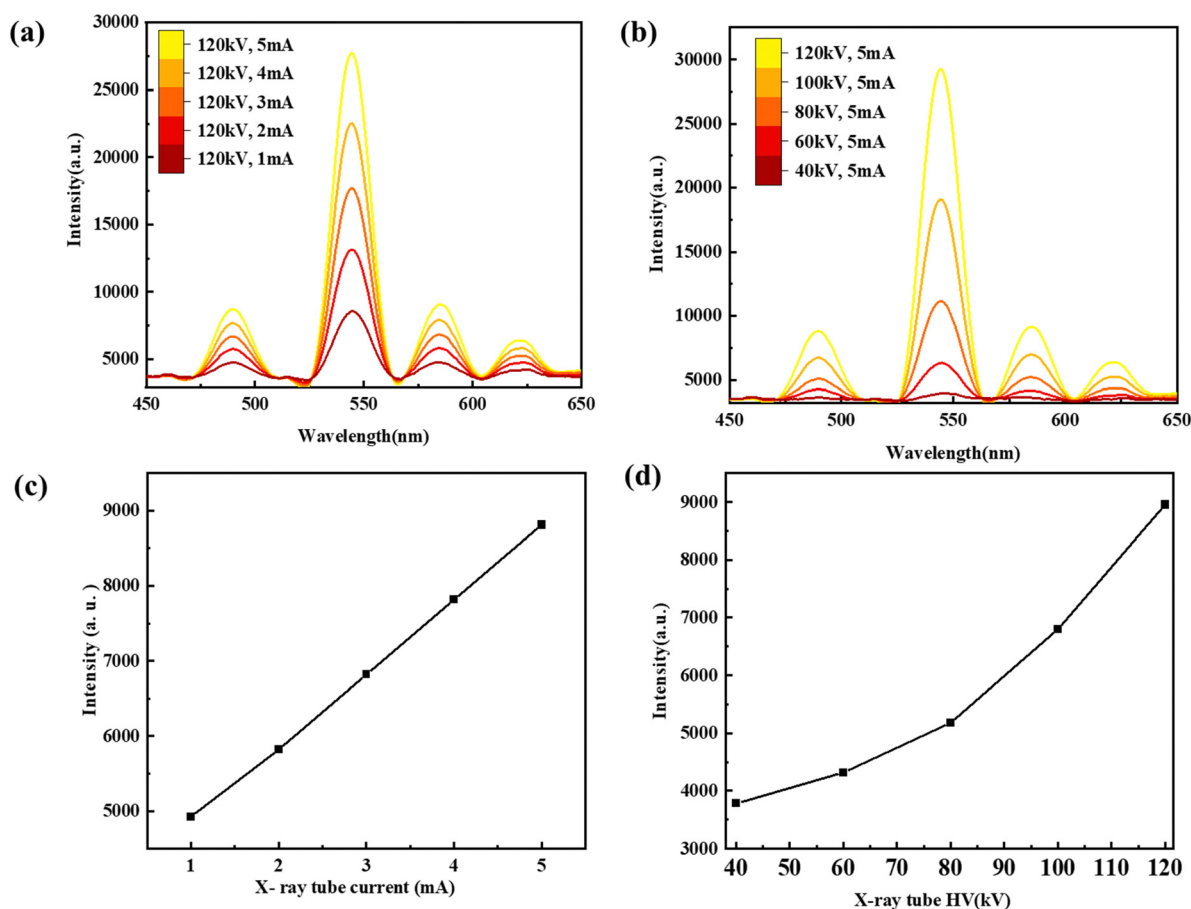 (a)
30000
25000
20000
15000
10000
5000
Intensity(a.u.)
120kV, 5mA
120kV, 4mA
120kV, 3mA
120kV, 2mA
120kV, 1mA
450 500 550 600 650
Wavelength(nm)
(b)
30000
25000
20000
15000
10000
5000
Intensity(a.u.)
120kV, 5mA
100kV, 5mA
80kV, 5mA
60kV, 5mA
40kV, 5mA
450 500 550 600 650
Wavelength(nm)
(c)
9000
8000
7000
6000
5000
Intensity (a. u. )
1 2 3 4 5
X- ray tube current (mA)
(d)
9000
8000
7000
6000
5000
4000
3000
Intensity(a.u.)
40 50 60 70 80 90 100 110 120
X-ray tube HV(kV)